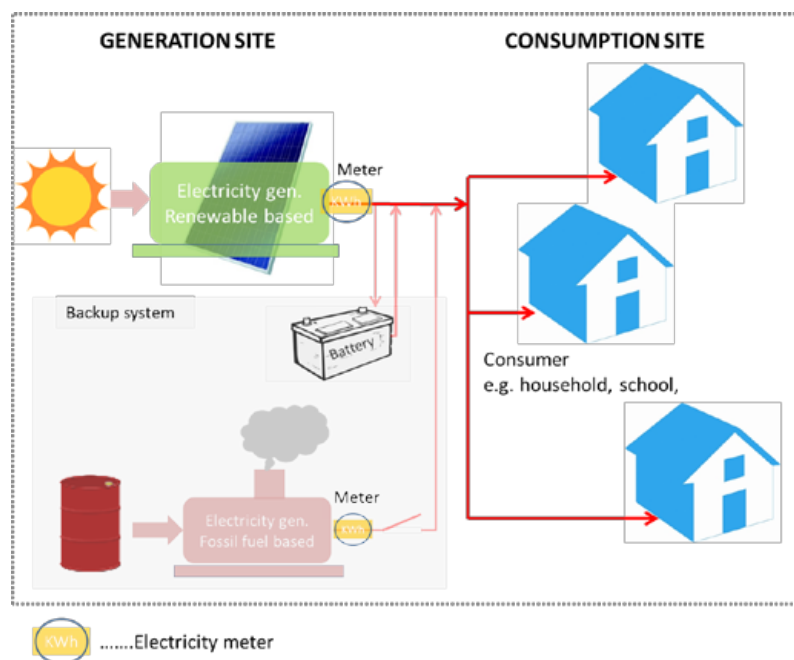 GENERATION SITE
CONSUMPTION SITE
Meter
Electricity gen.
Renewable based
KWh
Backup system
Battery
Consumer
e.g. household, school,
Meter
Electricity gen.
Fossil fuel based
KWh
KWh .......Electricity meter